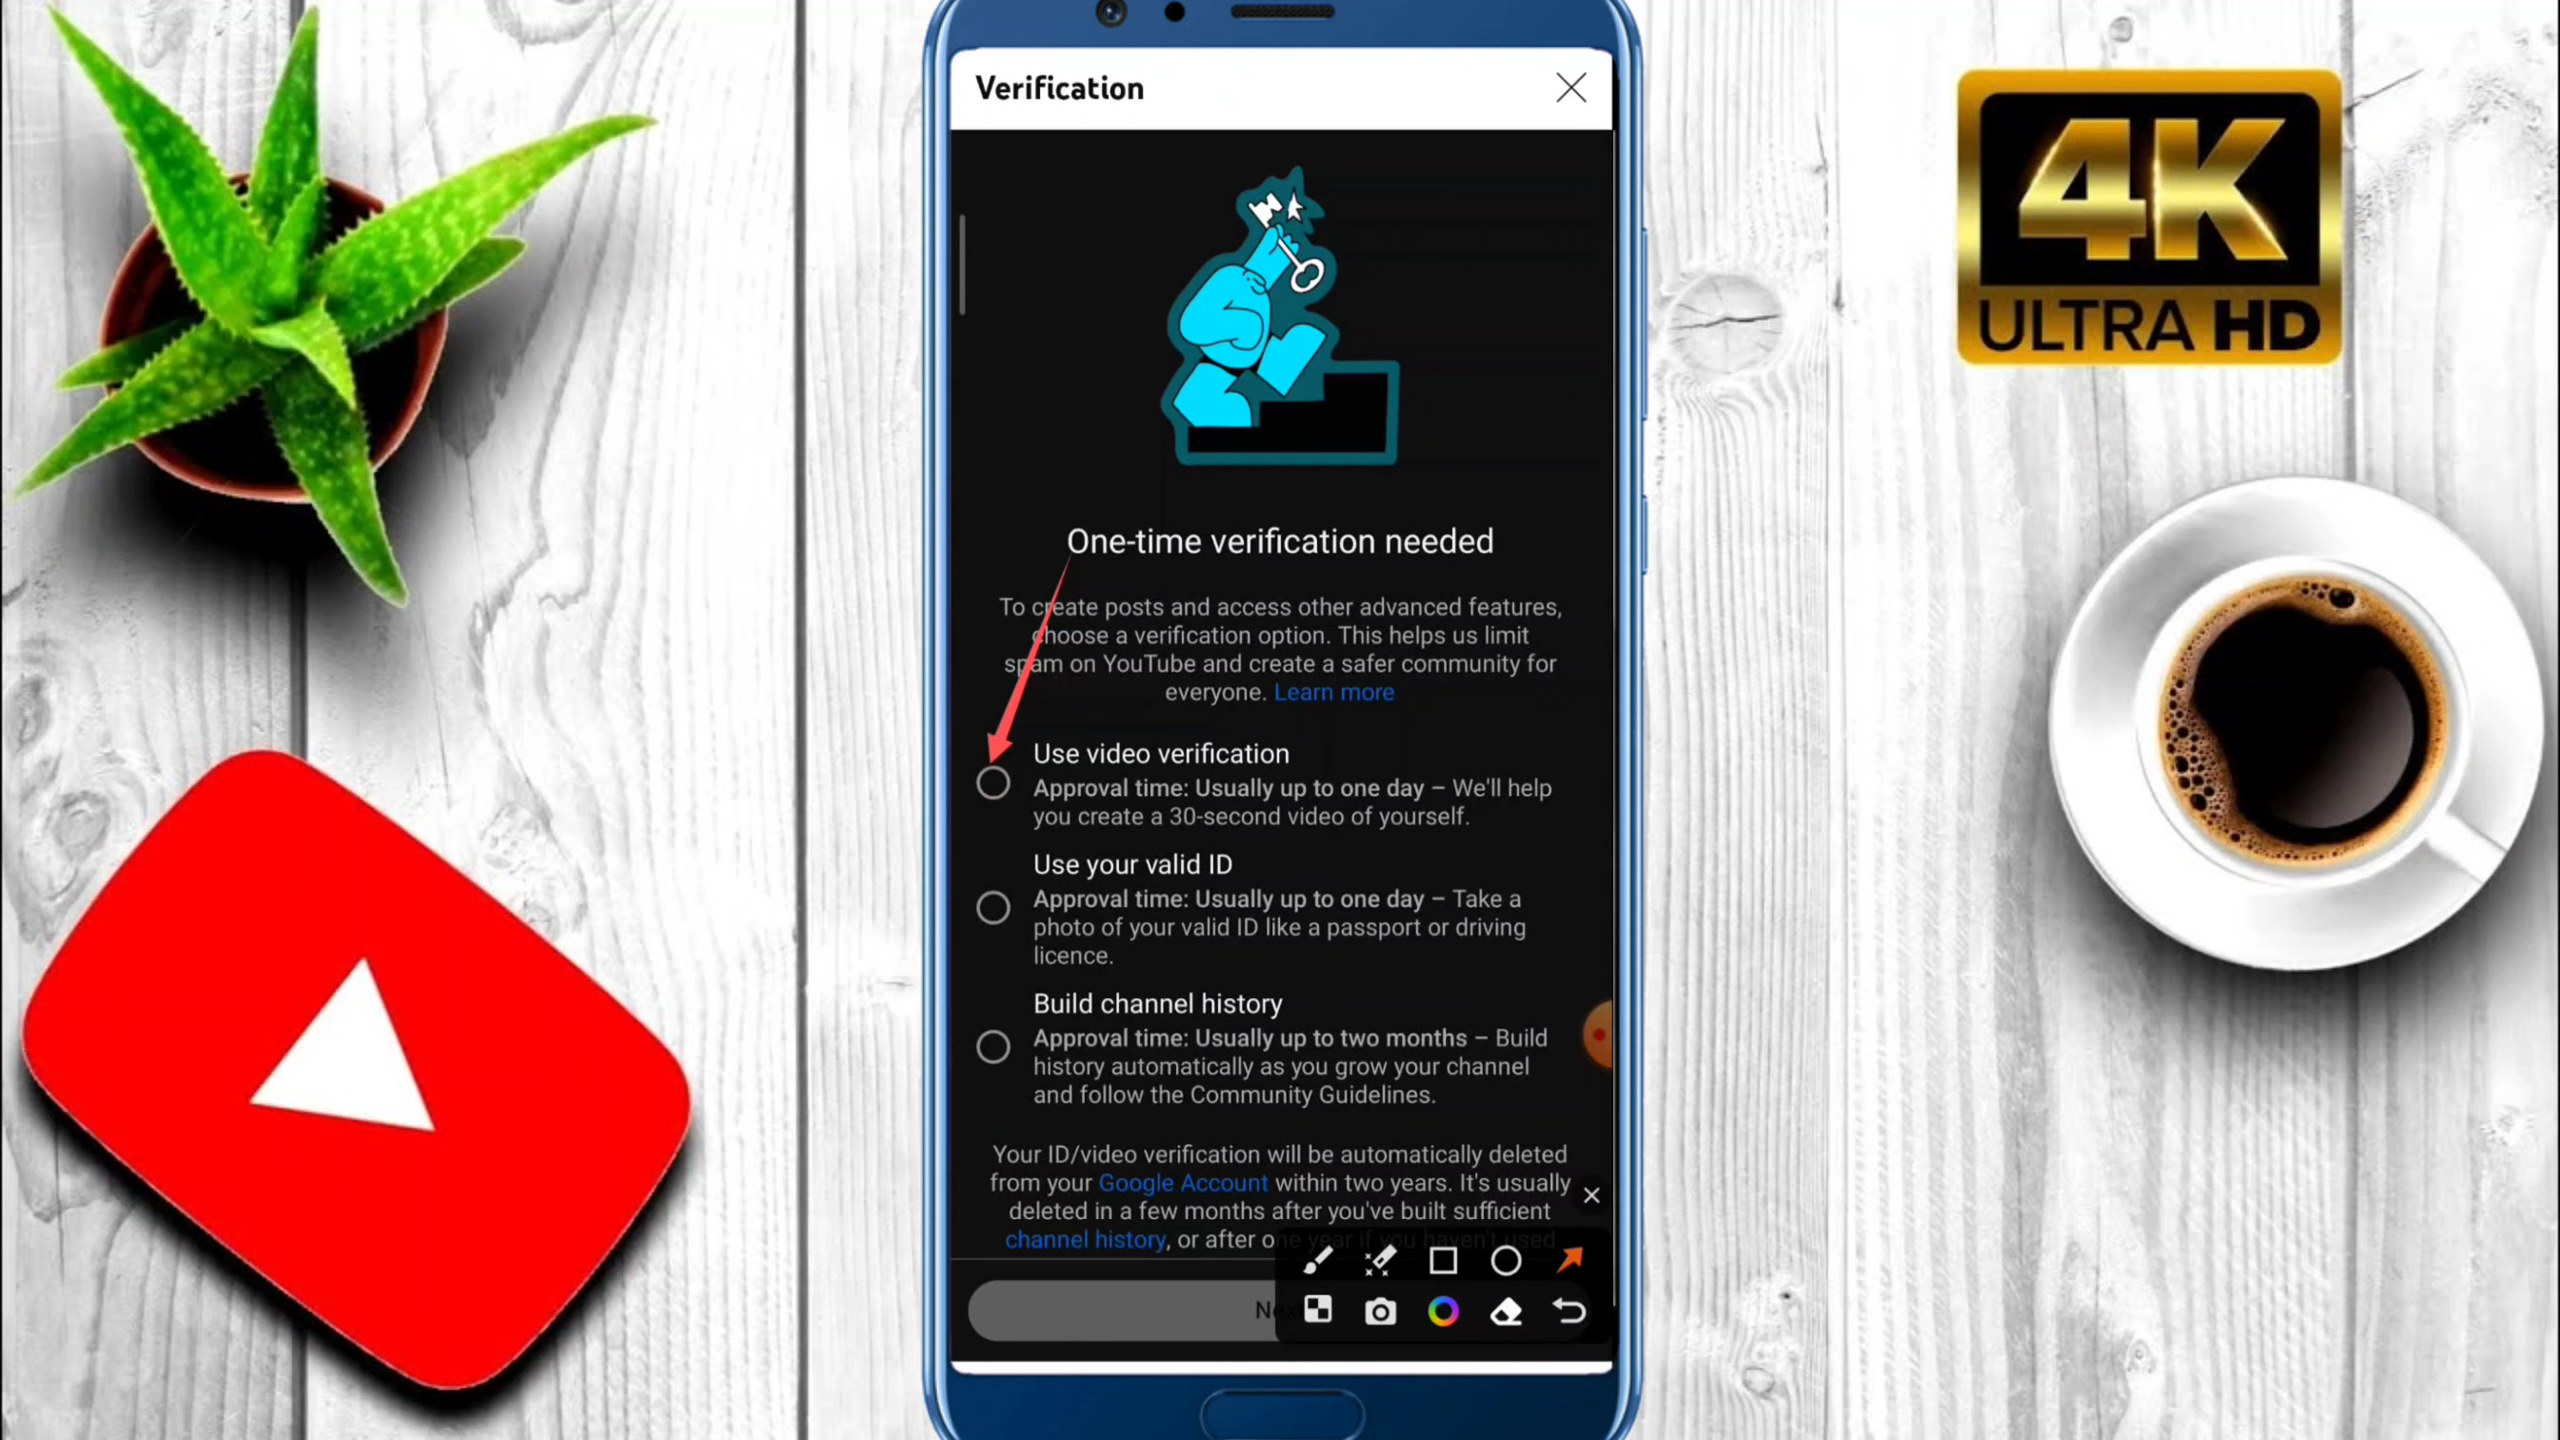 Verification
4K
ULTRA HD
One-time verification needed
To create posts and access other advanced features,
choose a verification option. This helps us limit
spam on YouTube and create a safer community for
everyone. Learn more
Use video verification
Approval time: Usually up to one day – We'll help
you create a 30-second video of yourself.
Use your valid ID
Approval time: Usually up to one day – Take a
photo of your valid ID like a passport or driving
licence.
Build channel history
Approval time: Usually up to two months – Build
history automatically as you grow your channel
and follow the Community Guidelines.
Your ID/video verification will be automatically deleted
from your Google Account within two years. It's usually
deleted in a few months after you've built sufficient
channel history, or after one year if you haven't used